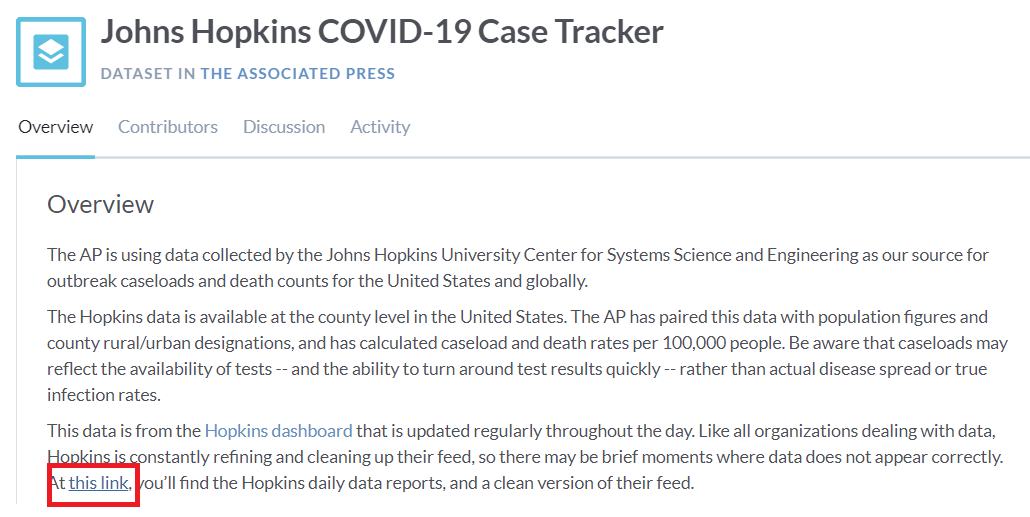 Johns Hopkins COVID-19 Case Tracker
DATASET IN THE ASSOCIATED PRESS
Overview Contributors Discussion Activity
Overview
The AP is using data collected by the Johns Hopkins University Center for Systems Science and Engineering as our source for
outbreak caseloads and death counts for the United States and globally.
The Hopkins data is available at the county level in the United States. The AP has paired this data with population figures and
county rural/urban designations, and has calculated caseload and death rates per 100,000 people. Be aware that caseloads may
reflect the availability of tests -- and the ability to turn around test results quickly -- rather than actual disease spread or true
infection rates.
This data is from the Hopkins dashboard that is updated regularly throughout the day. Like all organizations dealing with data,
Hopkins is constantly refining and cleaning up their feed, so there may be brief moments where data does not appear correctly.
At this link, you'll find the Hopkins daily data reports, and a clean version of their feed.